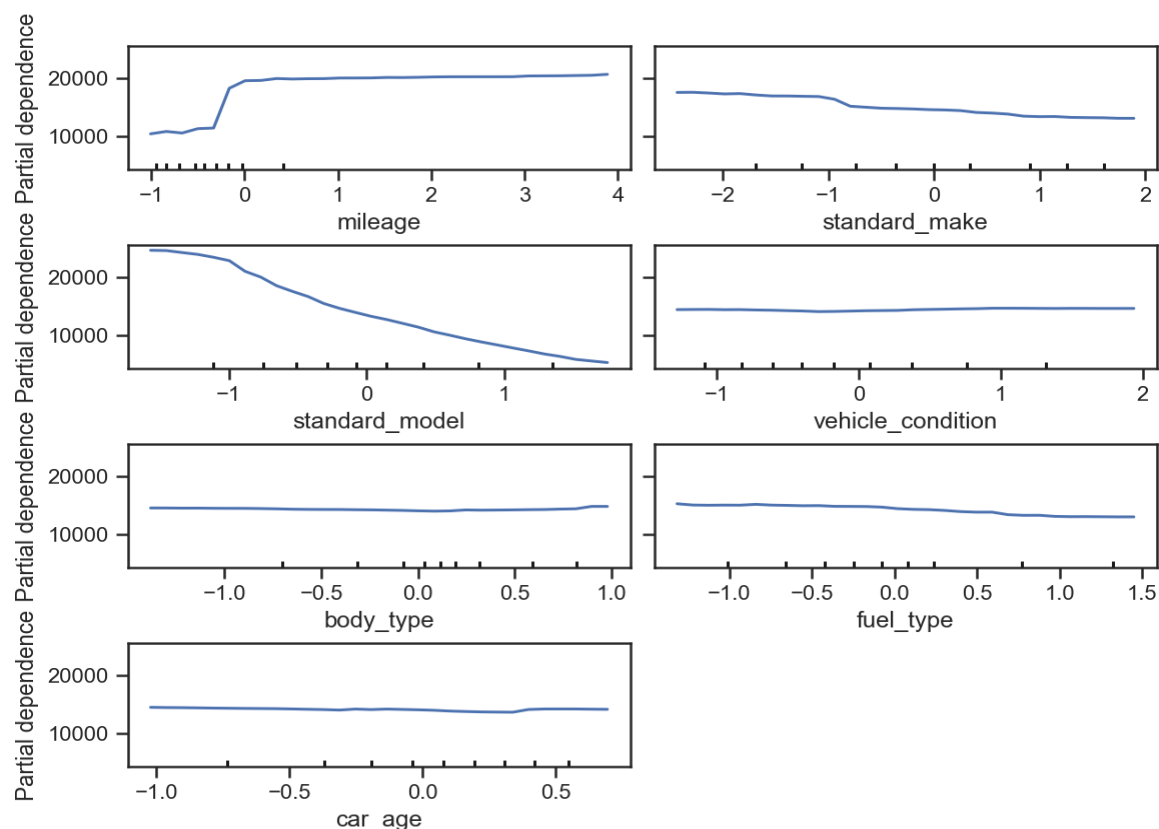 Partial dependence
20000
10000
−1 0 1 2 3 4
mileage
−2 −1 0 1 2
standard_make
Partial dependence
20000
10000
−1 0 1
standard_model
−1 0 1 2
vehicle_condition
Partial dependence
20000
10000
−1.0 −0.5 0.0 0.5 1.0
body_type
−1.0 −0.5 0.0 0.5 1.0 1.5
fuel_type
Partial dependence
20000
10000
−1.0 −0.5 0.0 0.5
car_age